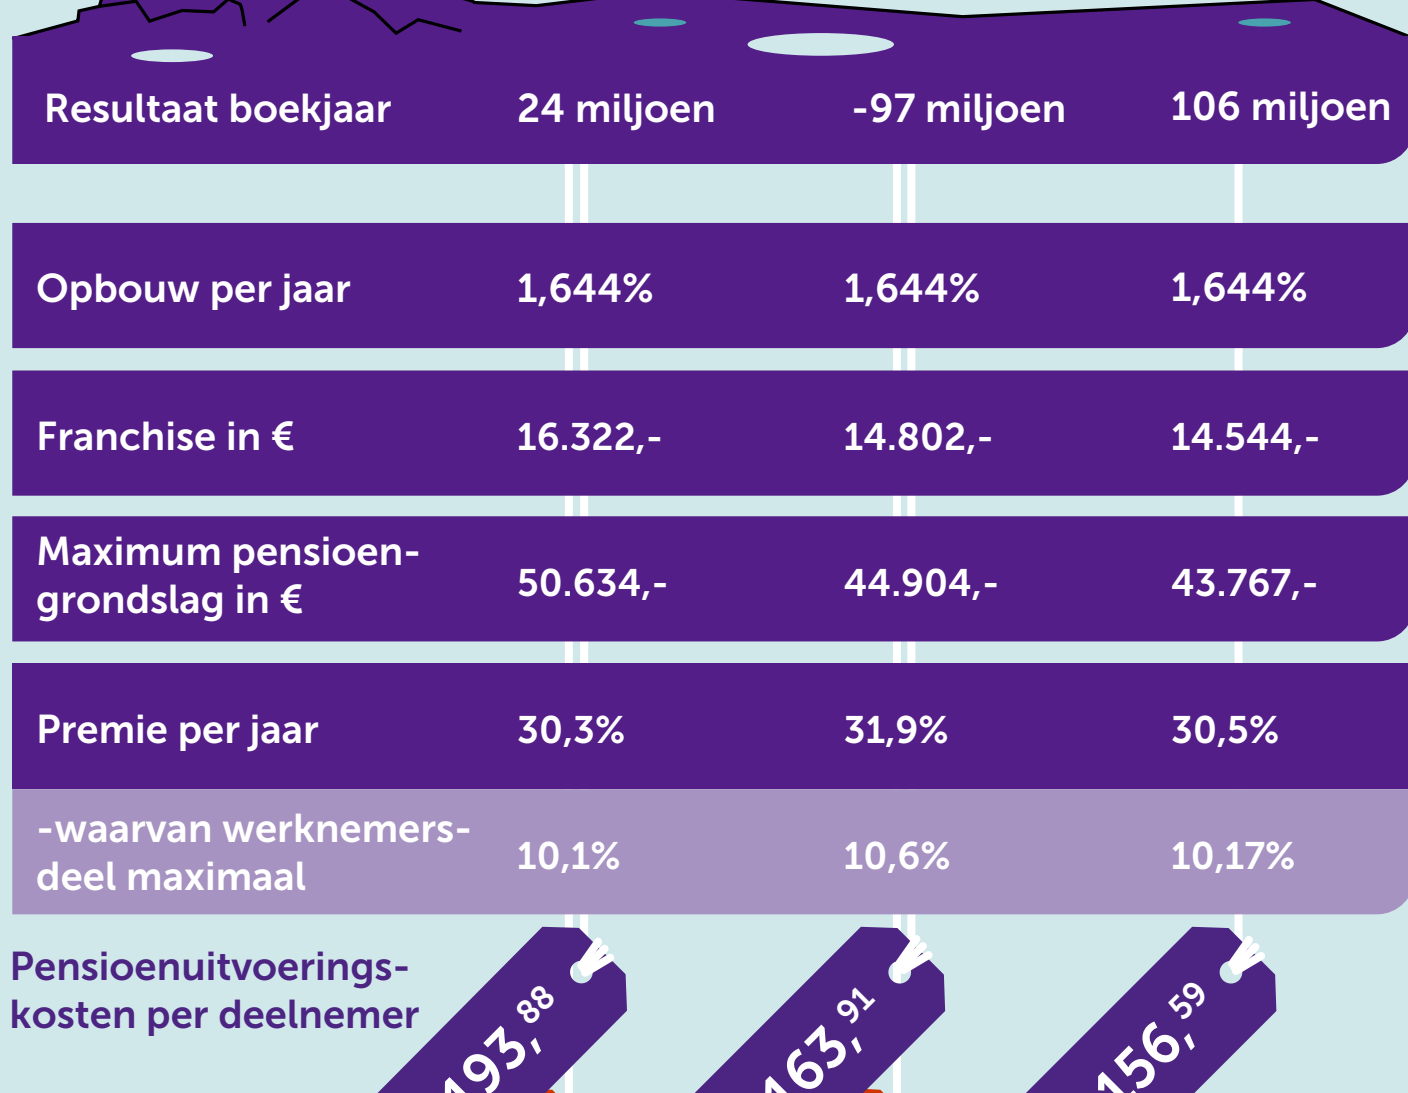 Resultaat boekjaar 24 miljoen -97 miljoen 106 miljoen
Opbouw per jaar 1,644% 1,644% 1,644%
Franchise in € 16.322,- 14.802,- 14.544,-
Maximum pensioen-
grondslag in € 50.634,- 44.904,- 43.767,-
Premie per jaar 30,3% 31,9% 30,5%
-waarvan werknemers-
deel maximaal 10,1% 10,6% 10,17%
Pensioenuitvoerings-
kosten per deelnemer
193,88 163,91 156,59